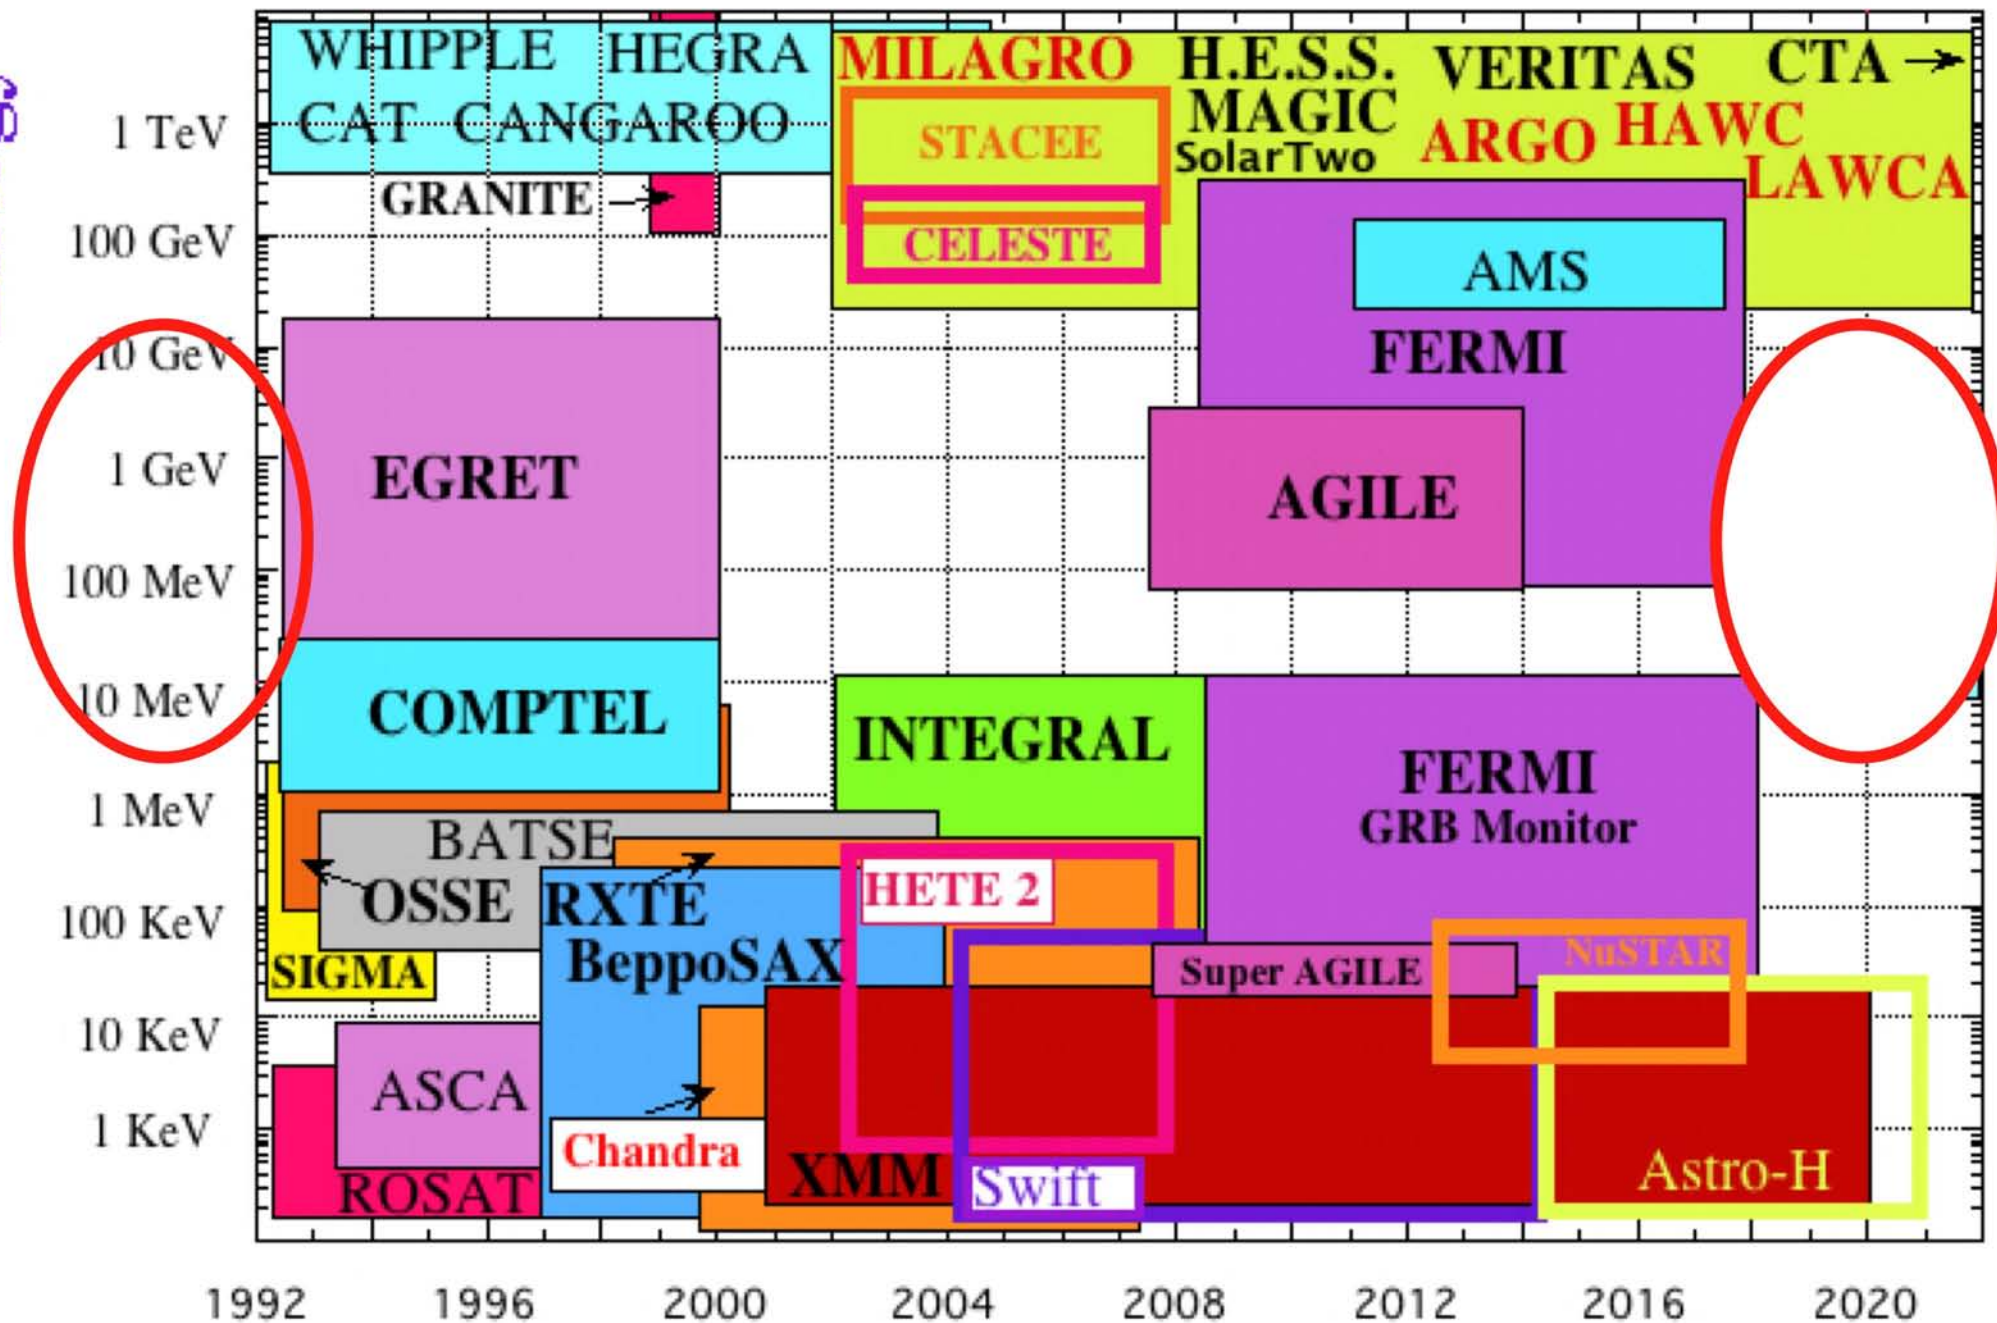 WHIPPLE HEGRA MILAGRO H.E.S.S. VERITAS CTA
CAT CANGAROO STACEE MAGIC ARGO HAWC
SolarTwo LAWCA
1 TeV
GRANITE
100 GeV
CELESTE
AMS
10 GeV
FERMI
1 GeV
EGRET
AGILE
100 MeV
10 MeV
COMPTEL
INTEGRAL
FERMI
GRB Monitor
1 MeV
BATSE
OSSE RXTE HETE 2
100 KeV
BeppoSAX
SIGMA
Super AGILE
NuSTAR
10 KeV
ASCA
1 KeV
Chandra
XMM
Swift
Astro-H
ROSAT
1992 1996 2000 2004 2008 2012 2016 2020